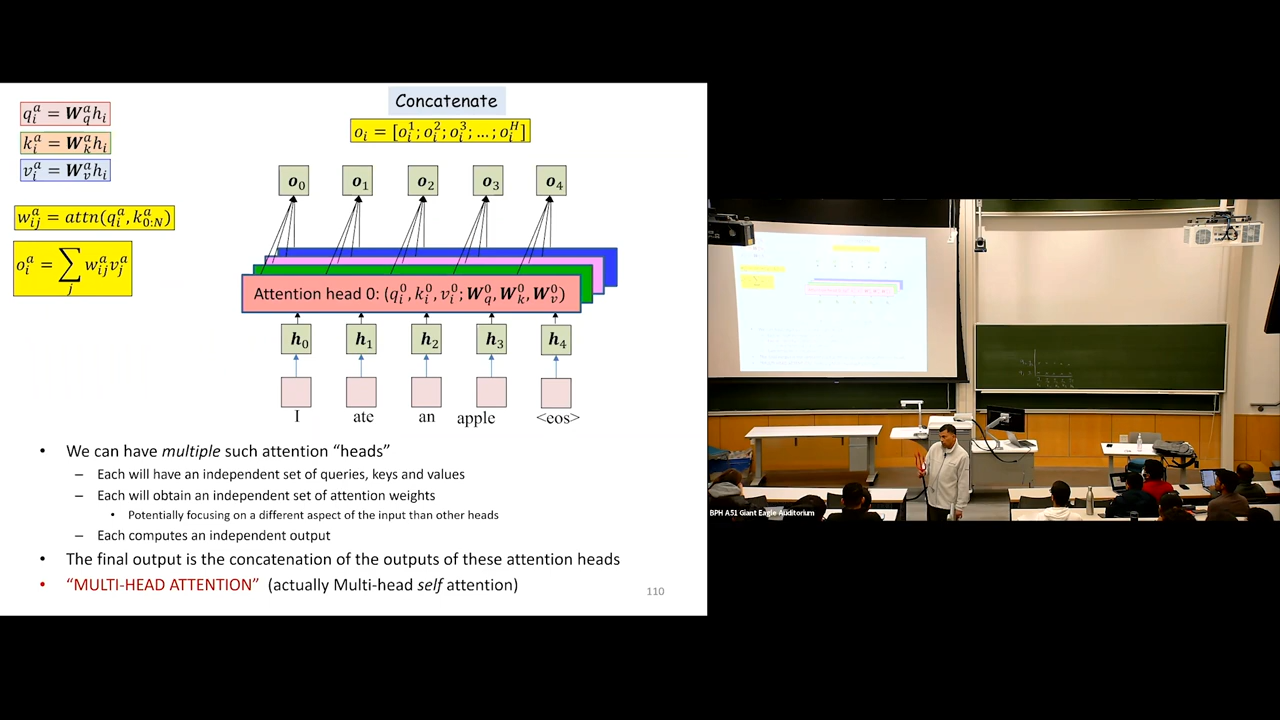 q_i^a = W_q^a h_i
k_i^a = W_k^a h_i
v_i^a = W_v^a h_i
w_{ij}^a = attn(q_i^a, k_{0:N}^a)
o_i^a = ∑_j w_{ij}^a v_j^a
Concatenate
o_i = [o_i^1; o_i^2; o_i^3; …; o_i^H]
o_0 o_1 o_2 o_3 o_4
Attention head 0: (q_i^0, k_i^0, v_i^0; W_q^0, W_k^0, W_v^0)
h_0 h_1 h_2 h_3 h_4
I ate an apple <eos>
• We can have multiple such attention “heads”
– Each will have an independent set of queries, keys and values
– Each will obtain an independent set of attention weights
• Potentially focusing on a different aspect of the input than other heads
– Each computes an independent output
• The final output is the concatenation of the outputs of these attention heads
• “MULTI-HEAD ATTENTION” (actually Multi-head self attention)
110
BPH A51 Giant Eagle Auditorium